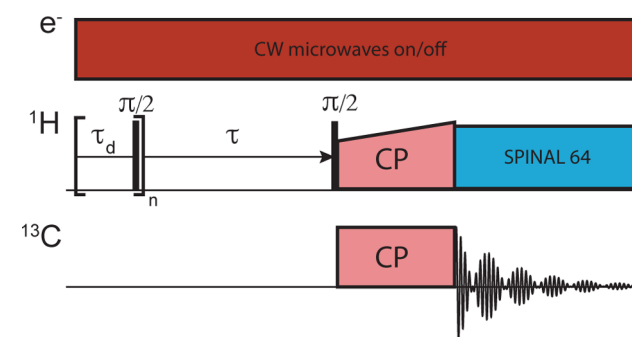 e⁻
CW microwaves on/off
π/2
π/2
¹H
τd
τ
CP
SPINAL 64
n
¹³C
CP